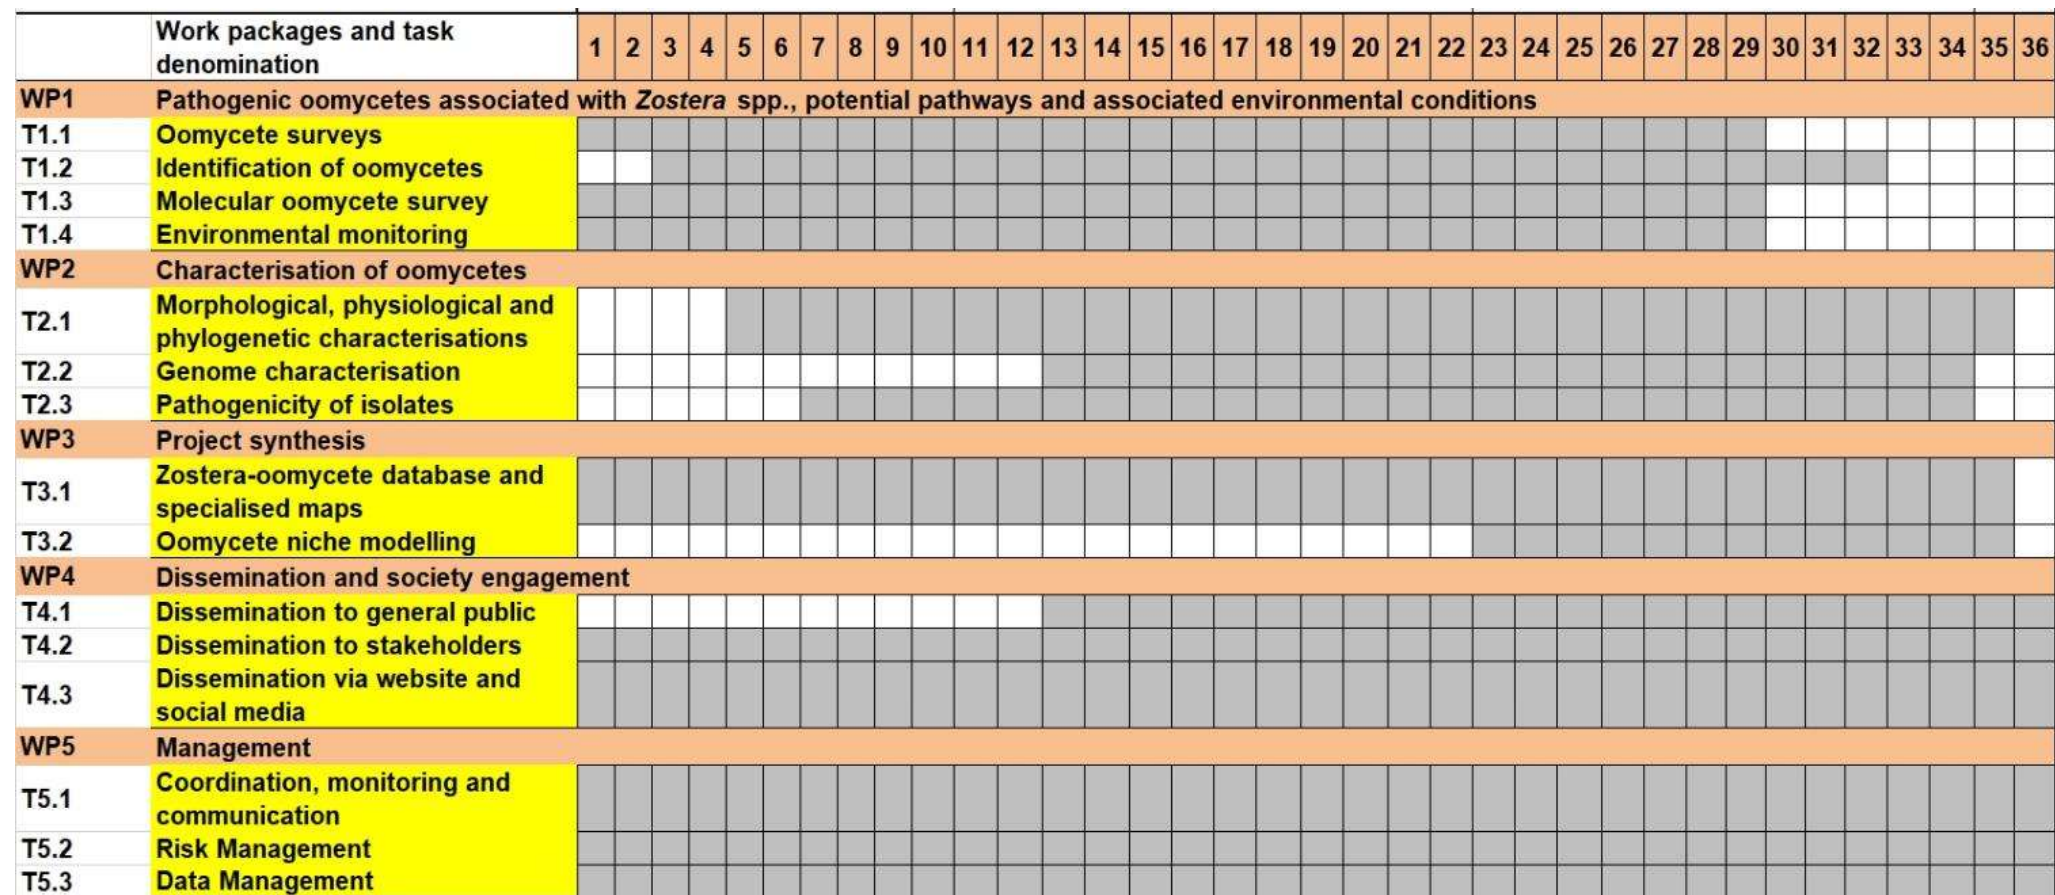 Work packages and task
denomination
1 2 3 4 5 6 7 8 9 10 11 12 13 14 15 16 17 18 19 20 21 22 23 24 25 26 27 28 29 30 31 32 33 34 35 36
WP1 Pathogenic oomycetes associated with Zostera spp., potential pathways and associated environmental conditions
T1.1 Oomycete surveys
T1.2 Identification of oomycetes
T1.3 Molecular oomycete survey
T1.4 Environmental monitoring
WP2 Characterisation of oomycetes
T2.1 Morphological, physiological and
phylogenetic characterisations
T2.2 Genome characterisation
T2.3 Pathogenicity of isolates
WP3 Project synthesis
T3.1 Zostera-oomycete database and
specialised maps
T3.2 Oomycete niche modelling
WP4 Dissemination and society engagement
T4.1 Dissemination to general public
T4.2 Dissemination to stakeholders
T4.3 Dissemination via website and
social media
WP5 Management
T5.1 Coordination, monitoring and
communication
T5.2 Risk Management
T5.3 Data Management